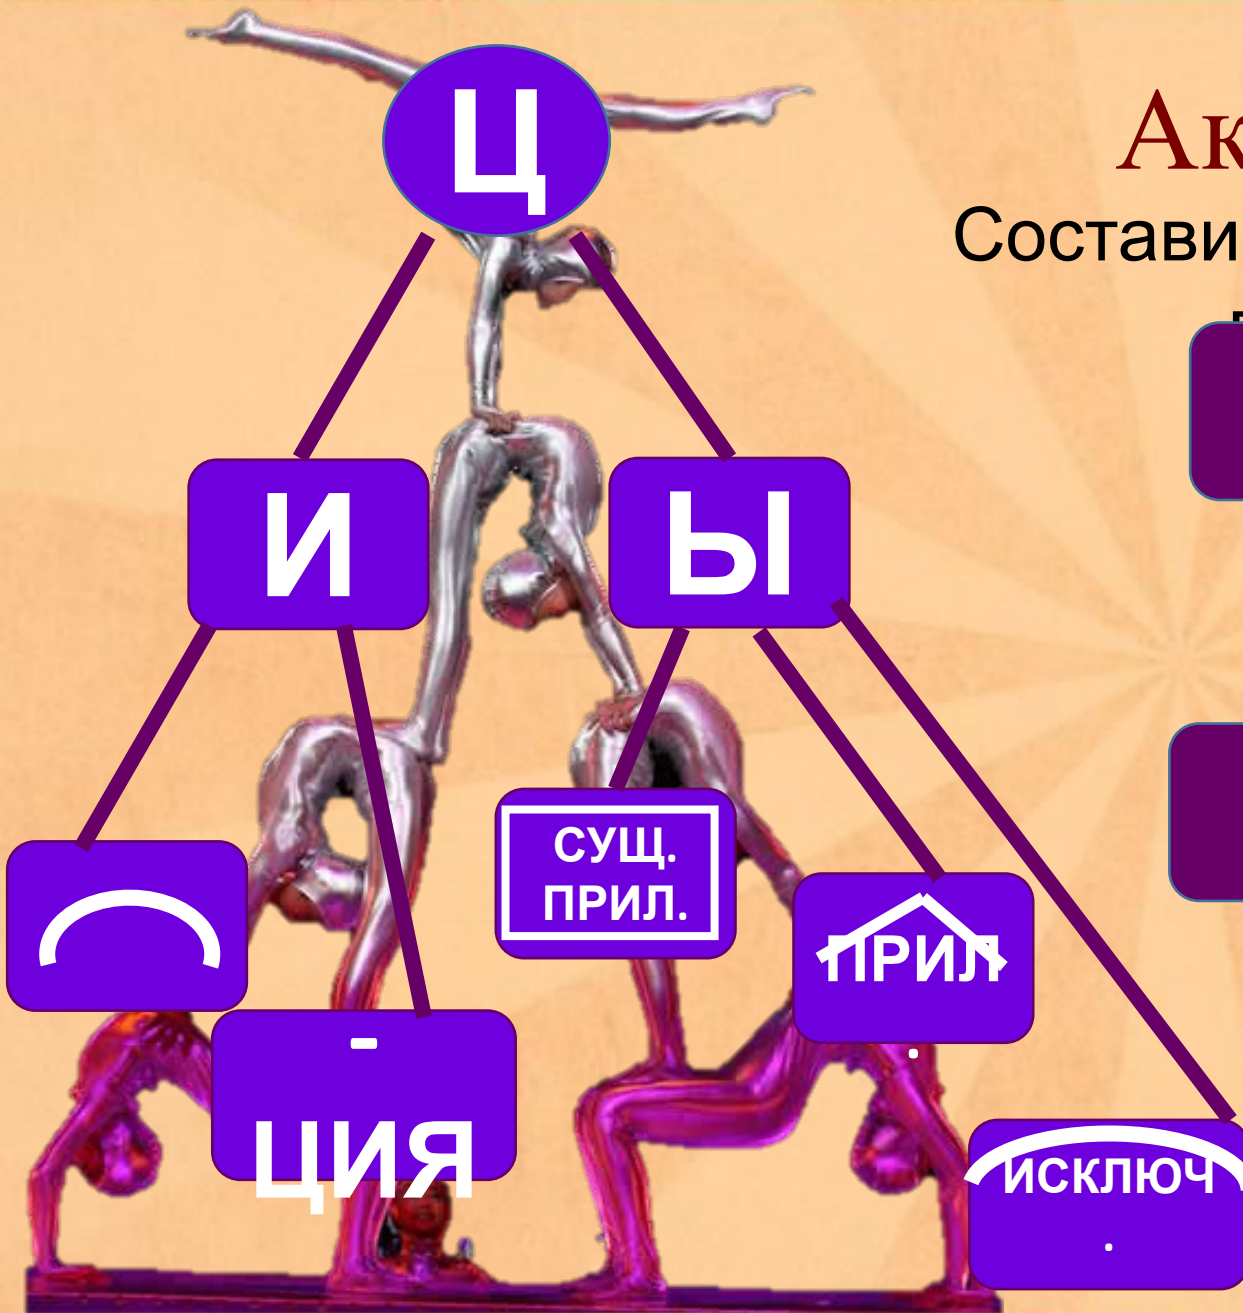 Ц
Ак
Состави
И
Ы
СУЩ.
ПРИЛ.
ПРИЛ
.
-
ЦИЯ
ИСКЛЮЧ
.